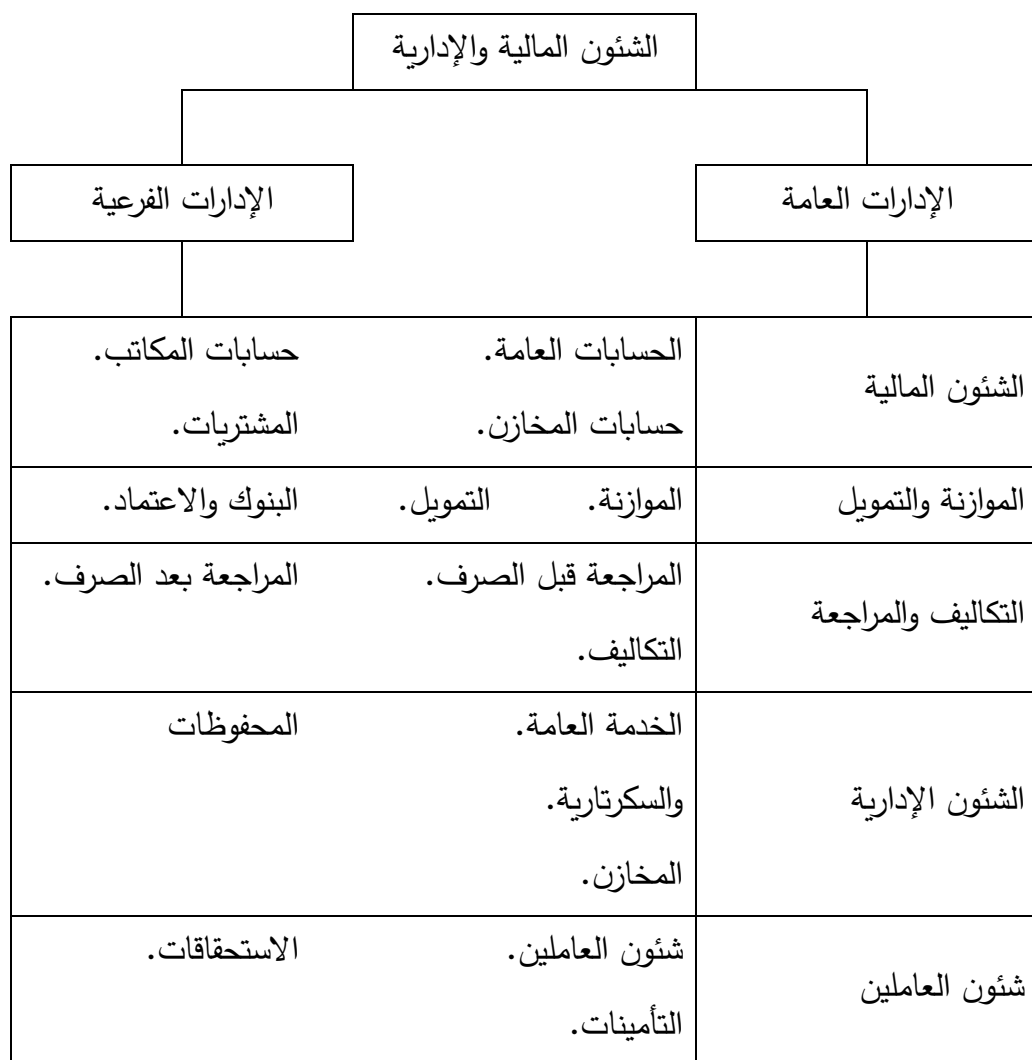 الشئون المالية والإدارية
الإدارات العامة
الإدارات الفرعية
الشئون المالية
الحسابات العامة. حسابات المكاتب.
حسابات المخازن. المشتريات.
الموازنة والتمويل
الموازنة. التمويل. البنوك والاعتماد.
التكاليف والمراجعة
المراجعة قبل الصرف. المراجعة بعد الصرف.
التكاليف.
الشئون الإدارية
الخدمة العامة. المحفوظات
والسكرتارية.
المخازن.
شئون العاملين
شئون العاملين. الاستحقاقات.
التأمينات.